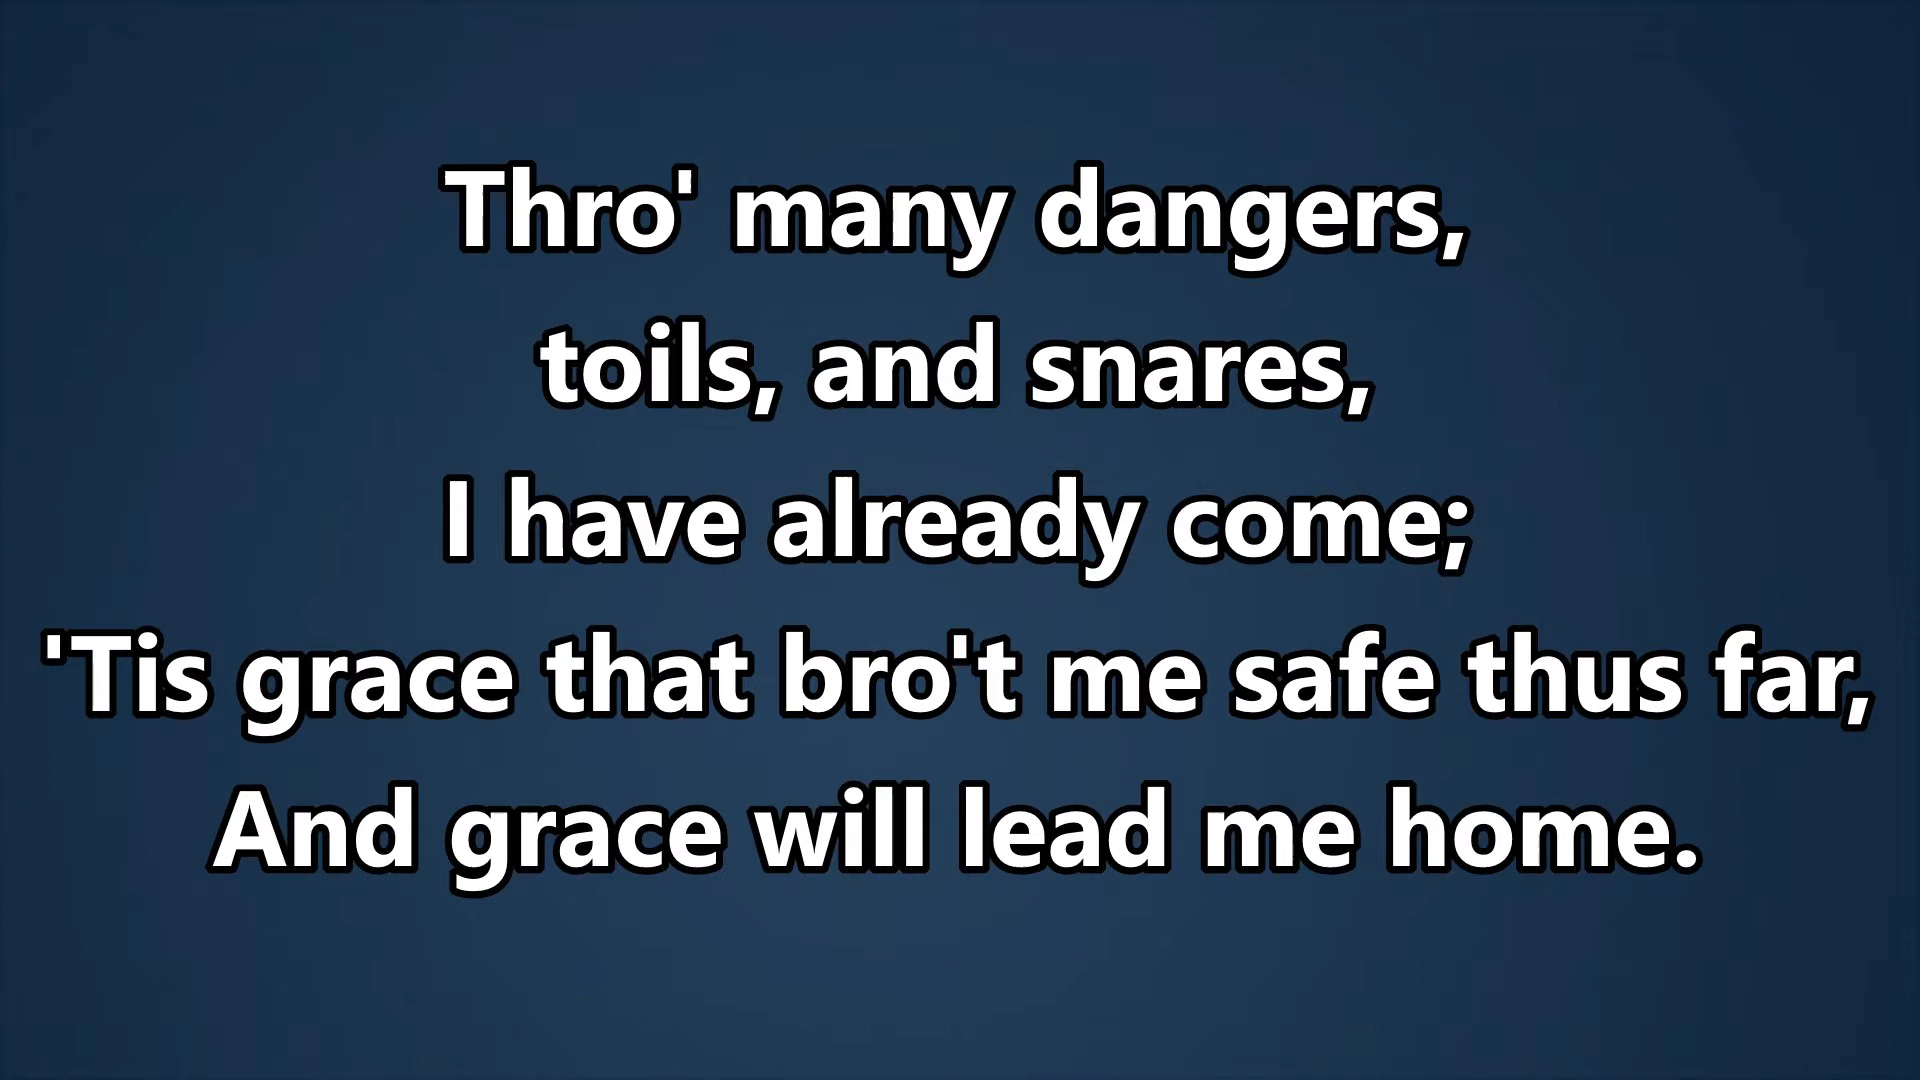 Thro' many dangers,
toils, and snares,
I have already come;
'Tis grace that bro't me safe thus far,
And grace will lead me home.